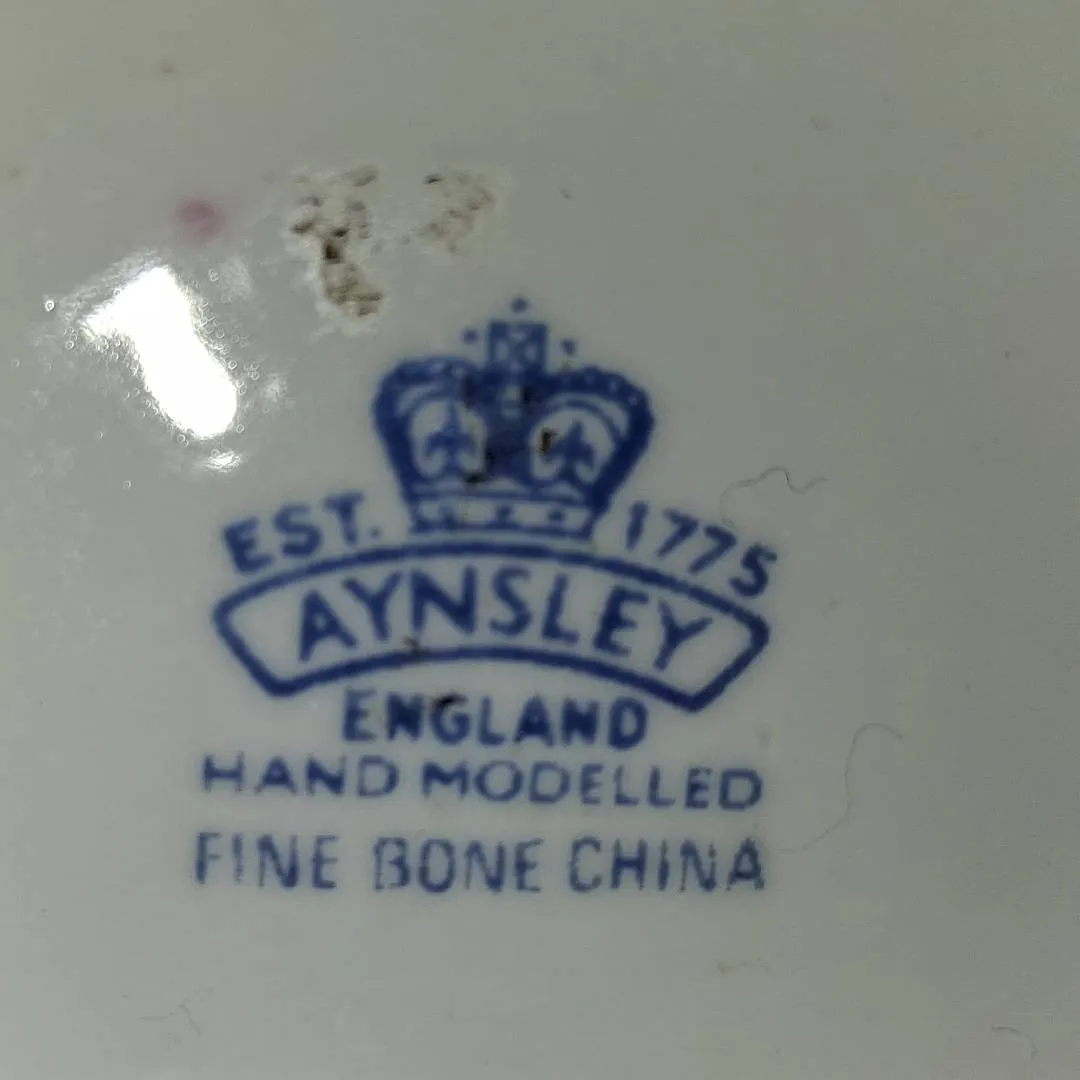 EST. 1775
AYNSLEY
ENGLAND
HAND MODELLED
FINE BONE CHINA